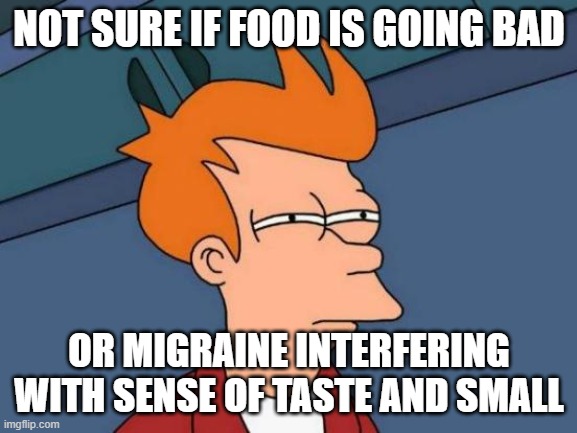 NOT SURE IF FOOD IS GOING BAD
OR MIGRAINE INTERFERING
WITH SENSE OF TASTE AND SMALL
imgflip.com